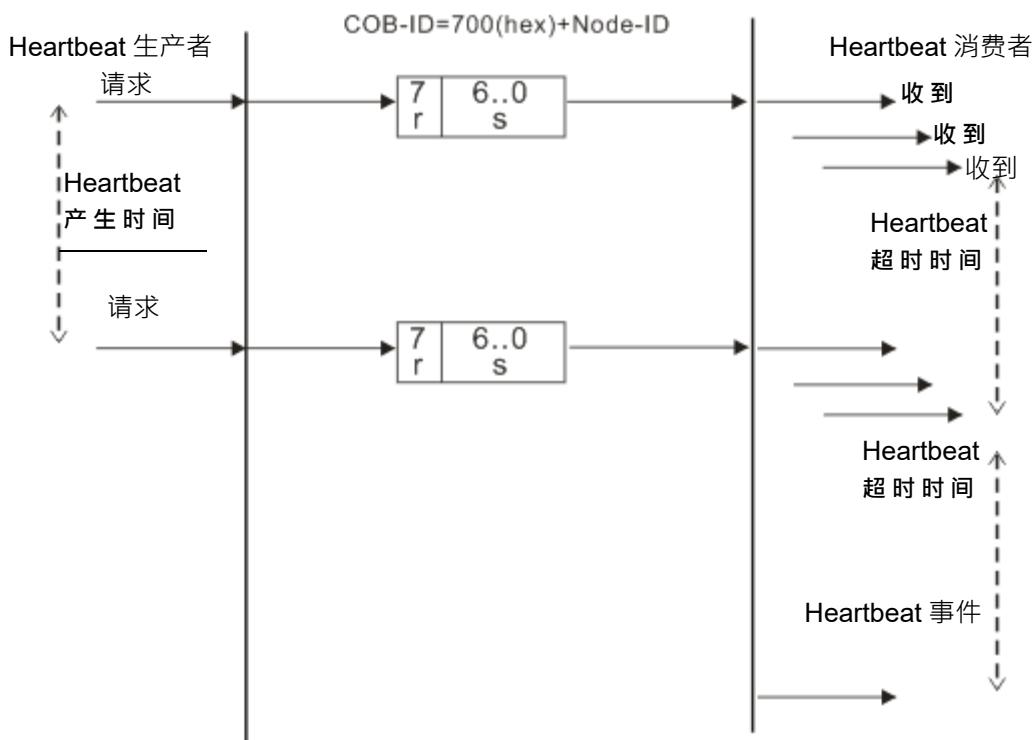 COB-ID=700(hex)+Node-ID
Heartbeat 生产者
Heartbeat 消费者
请求
7
6..0
r
s
收到
收到
收到
Heartbeat
产生时间
Heartbeat
超时时间
请求
7
6..0
r
s
Heartbeat
超时时间
Heartbeat 事件